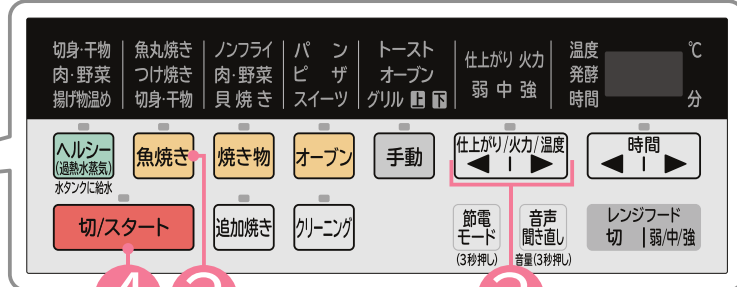 切身·干物 魚丸焼き ノンフライ パン トースト 仕上がり 火力 温度 ℃
肉·野菜 つけ焼き 肉·野菜 ピザ オーブン 弱 中 強 発酵
揚げ物温め 切身·干物 貝焼き スイーツ グリル 上 下 時間 分
ヘルシー
(過熱水蒸気)
水タンクに給水
魚焼き
焼き物
オーブン
手動
仕上がり/火力/温度
◀ | ▶
時間
◀ | ▶
切/スタート
追加焼き
クリーニング
節電
モード
(3秒押し)
音声
聞き直し
音量(3秒押し)
レンジフード
切 | 弱/中/強